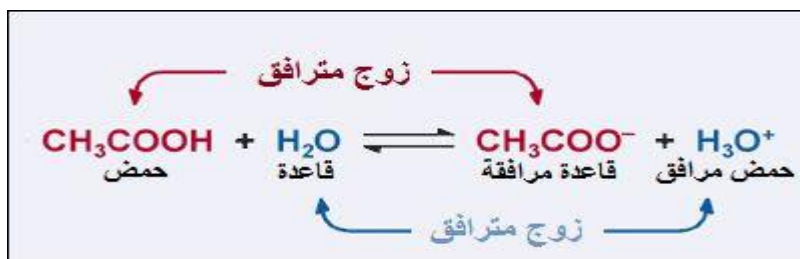 زوج مترافق
CH₃COOH + H₂O ⇌ CH₃COO⁻ + H₃O⁺
حمض قاعدة قاعدة مرافقة حمض مرافق
زوج مترافق